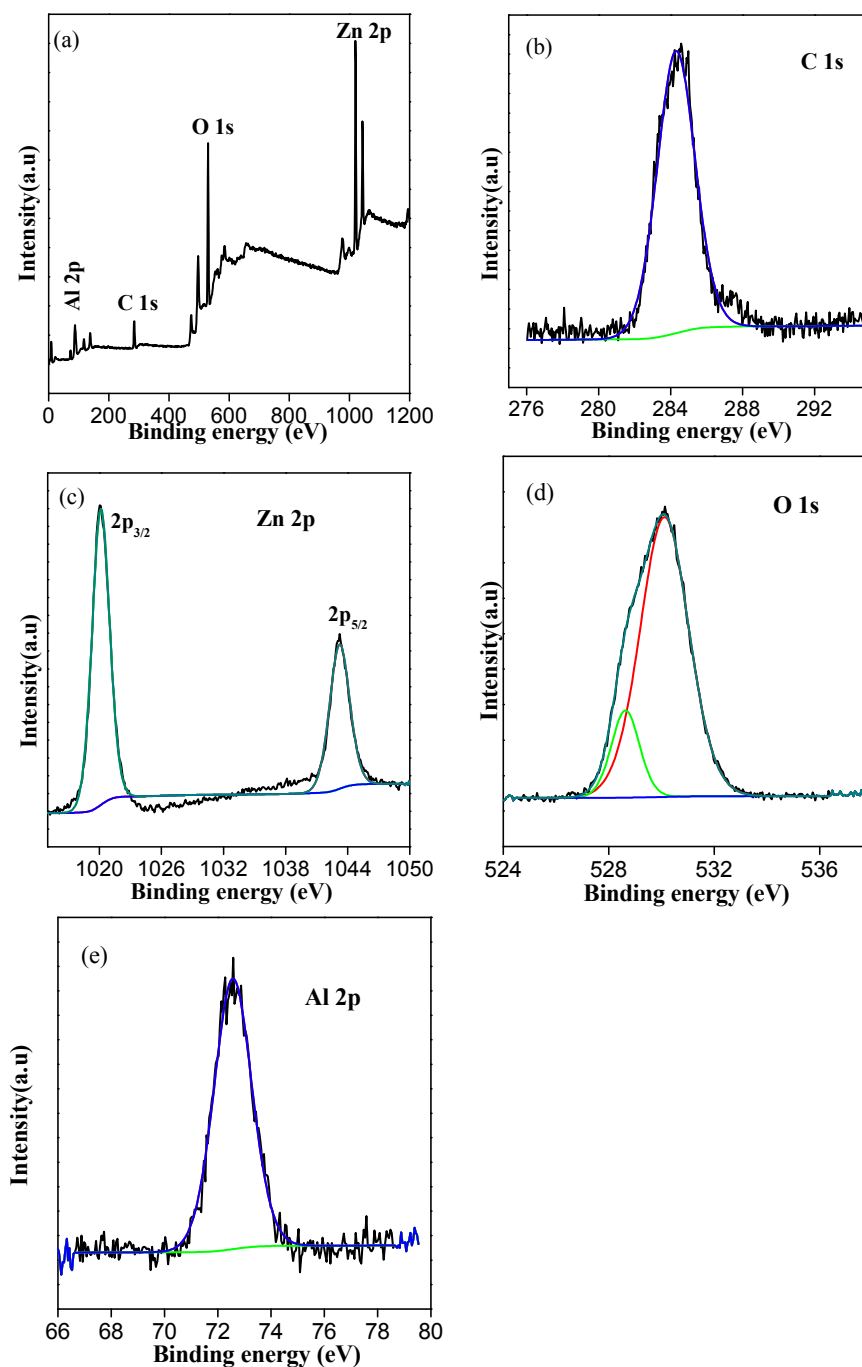 (a)
Zn 2p
O 1s
Al 2p
C 1s
Intensity(a.u)
0 200 400 600 800 1000 1200
Binding energy (eV)
(b)
C 1s
Intensity(a.u)
276 280 284 288 292
Binding energy (eV)
(c)
2p3/2
Zn 2p
2p5/2
Intensity(a.u)
1020 1026 1032 1038 1044 1050
Binding energy (eV)
(d)
O 1s
Intensity(a.u)
524 528 532 536
Binding energy (eV)
(e)
Al 2p
Intensity(a.u)
66 68 70 72 74 76 78 80
Binding energy (eV)